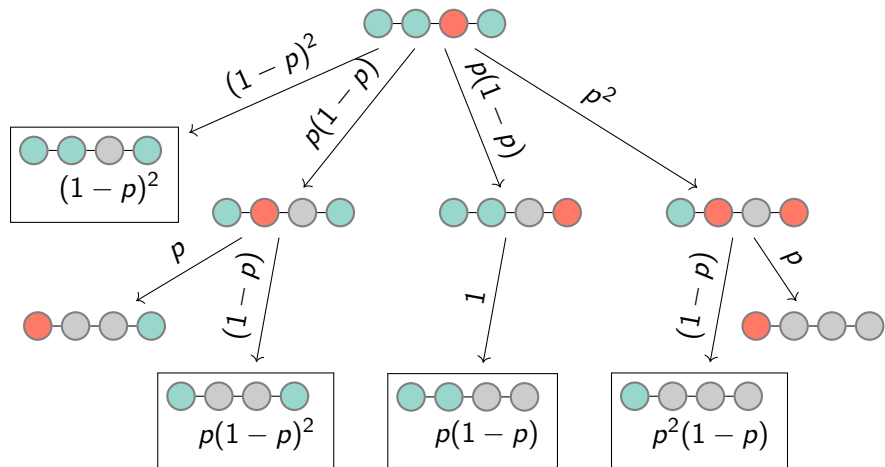 (1 − p)²
p(1 − p)
p(1 − p)
p²
(1 − p)²
p
(1 − p)
1
(1 − p)
p
p(1 − p)²
p(1 − p)
p²(1 − p)